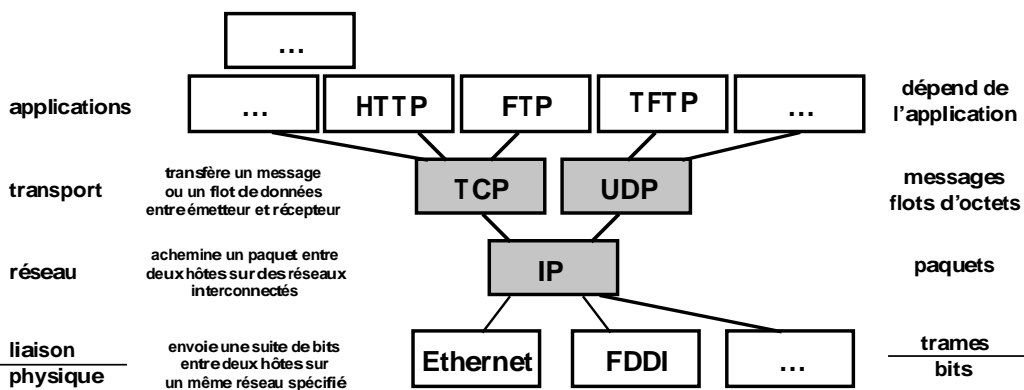 ...
applications
...
HTTP
FTP
TFTP
...
dépend de
l'application
transport
transfère un message
ou un flot de données
entre émetteur et récepteur
TCP
UDP
messages
flots d'octets
réseau
achemine un paquet entre
deux hôtes sur des réseaux
interconnectés
IP
paquets
liaison
physique
envoie une suite de bits
entre deux hôtes sur
un même réseau spécifié
Ethernet
FDDI
...
trames
bits